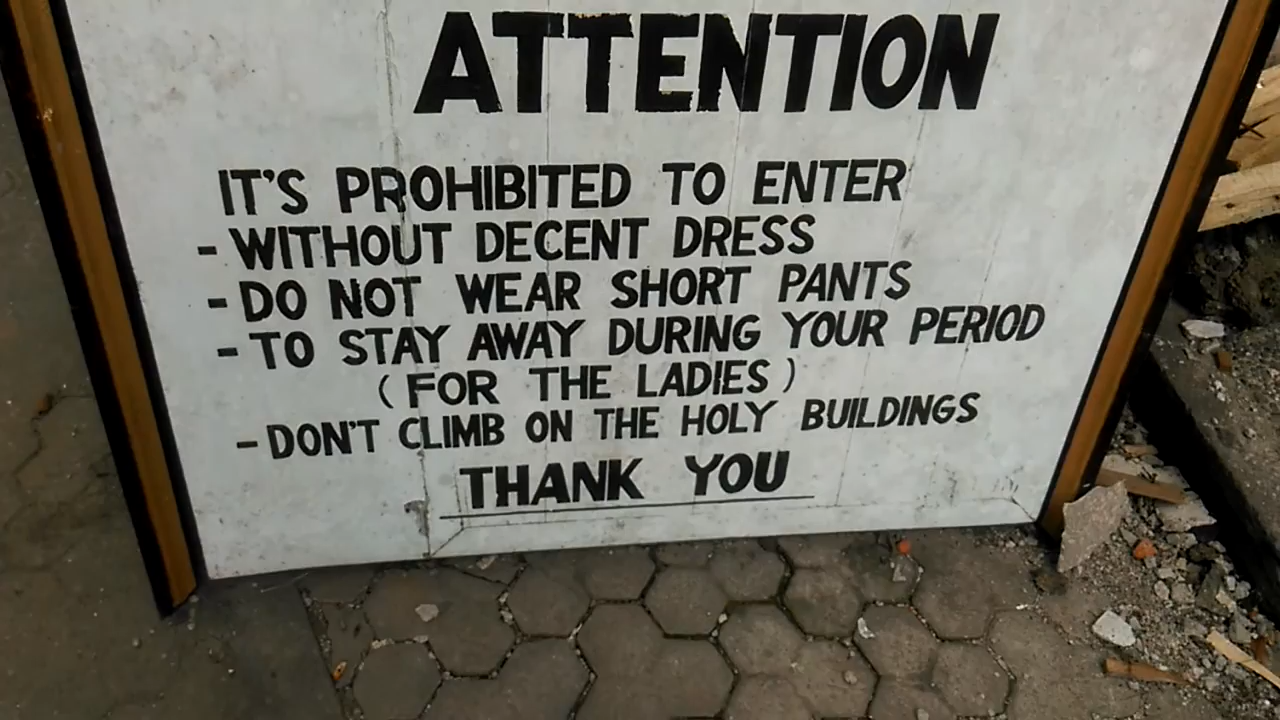 ATTENTION
IT'S PROHIBITED TO ENTER
- WITHOUT DECENT DRESS
- DO NOT WEAR SHORT PANTS
- TO STAY AWAY DURING YOUR PERIOD
( FOR THE LADIES )
- DON'T CLIMB ON THE HOLY BUILDINGS
THANK YOU